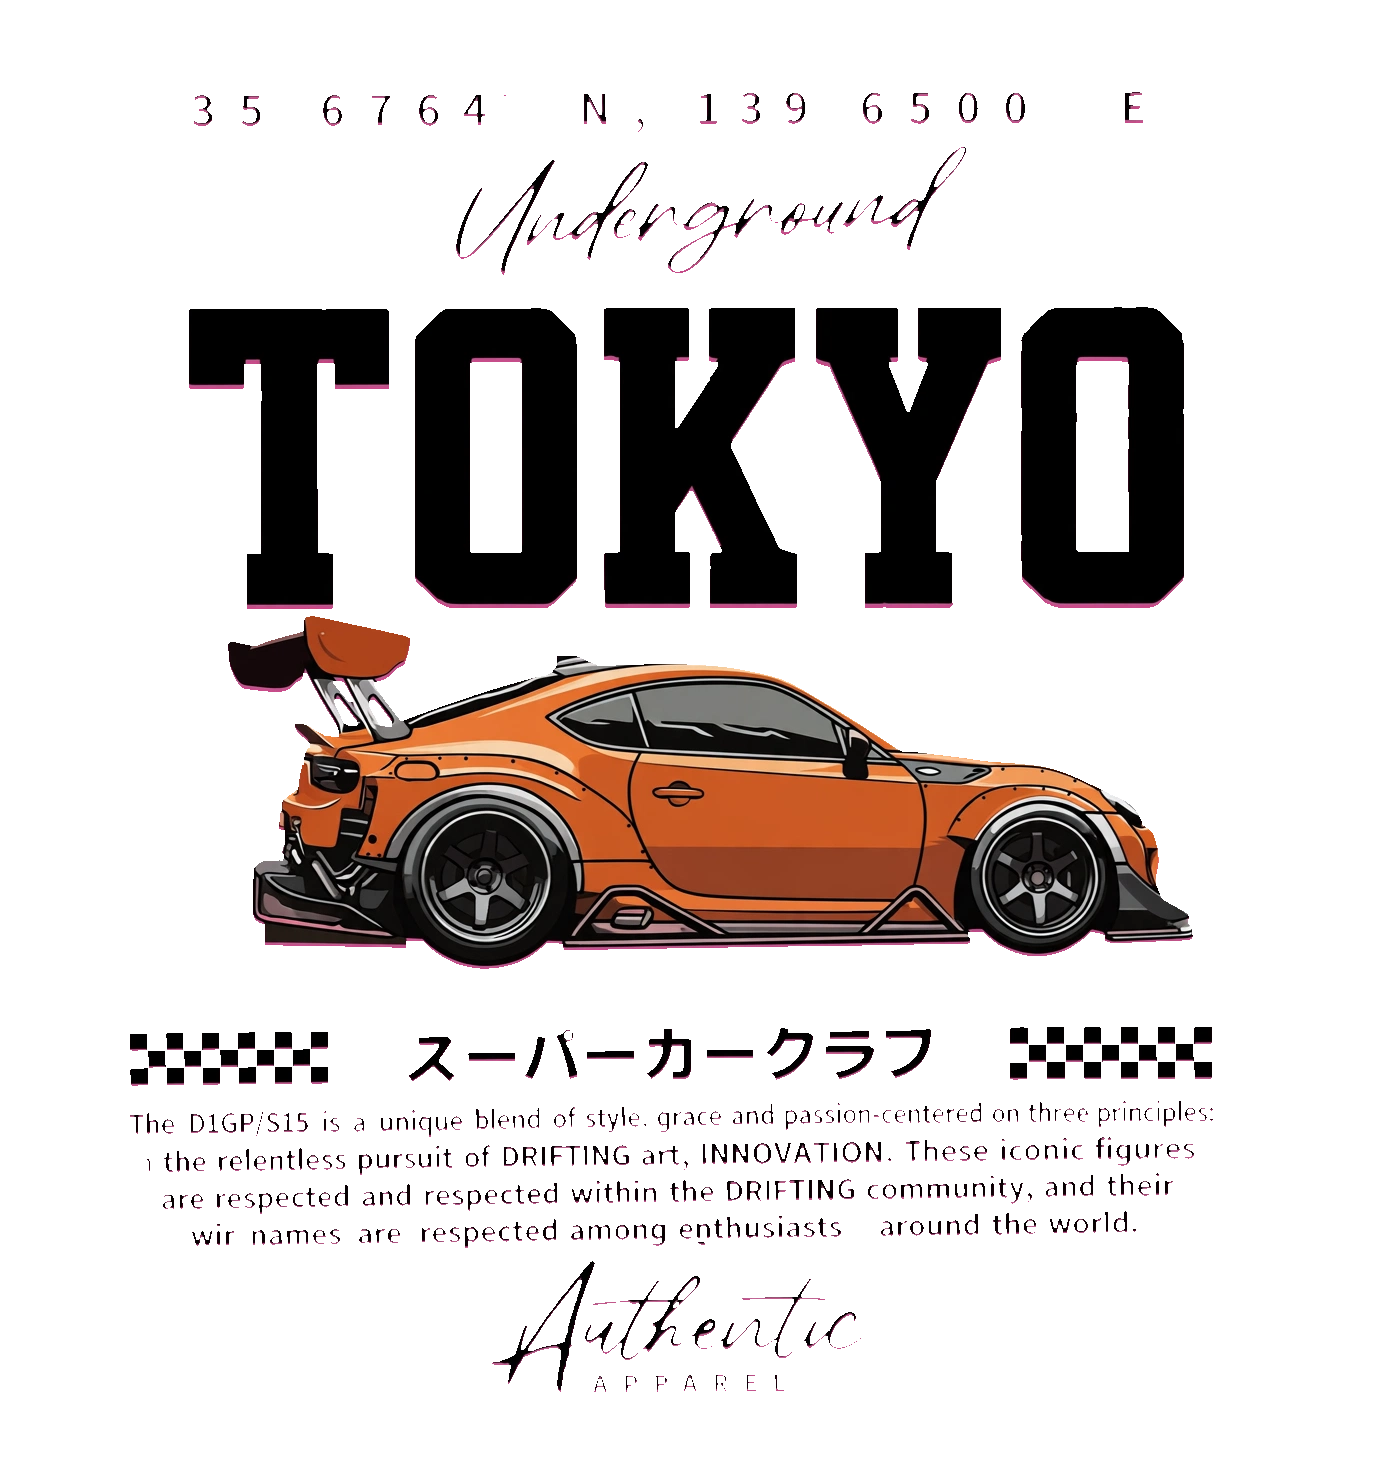 35 6764 N, 139 6500 E
Underground
TOKYO
スーパーカークラブ
The D1GP/S15 is a unique blend of style. grace and passion-centered on three principles:
the relentless pursuit of DRIFTING art, INNOVATION. These iconic figures
are respected and respected within the DRIFTING community, and their
wir names are respected among enthusiasts around the world.
Authentic
APPAREL